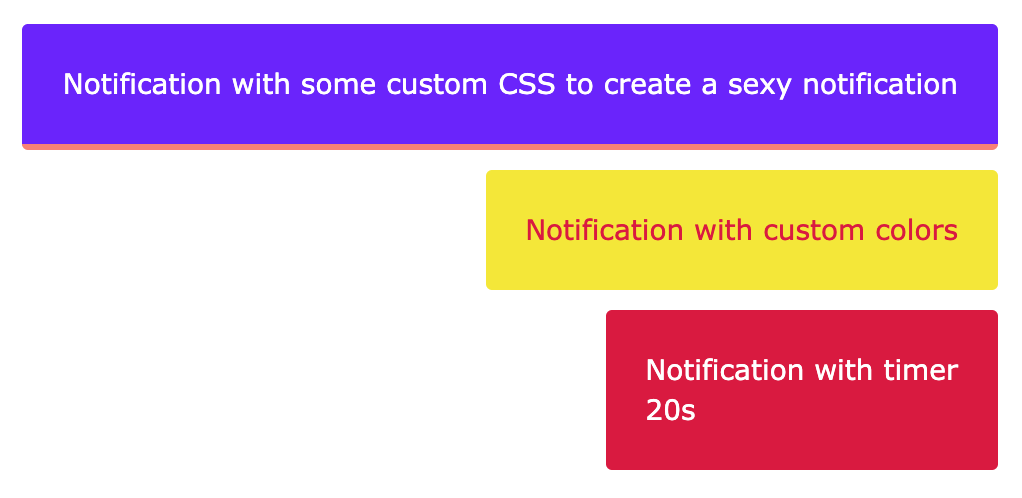 Notification with some custom CSS to create a sexy notification
Notification with custom colors
Notification with timer
20s